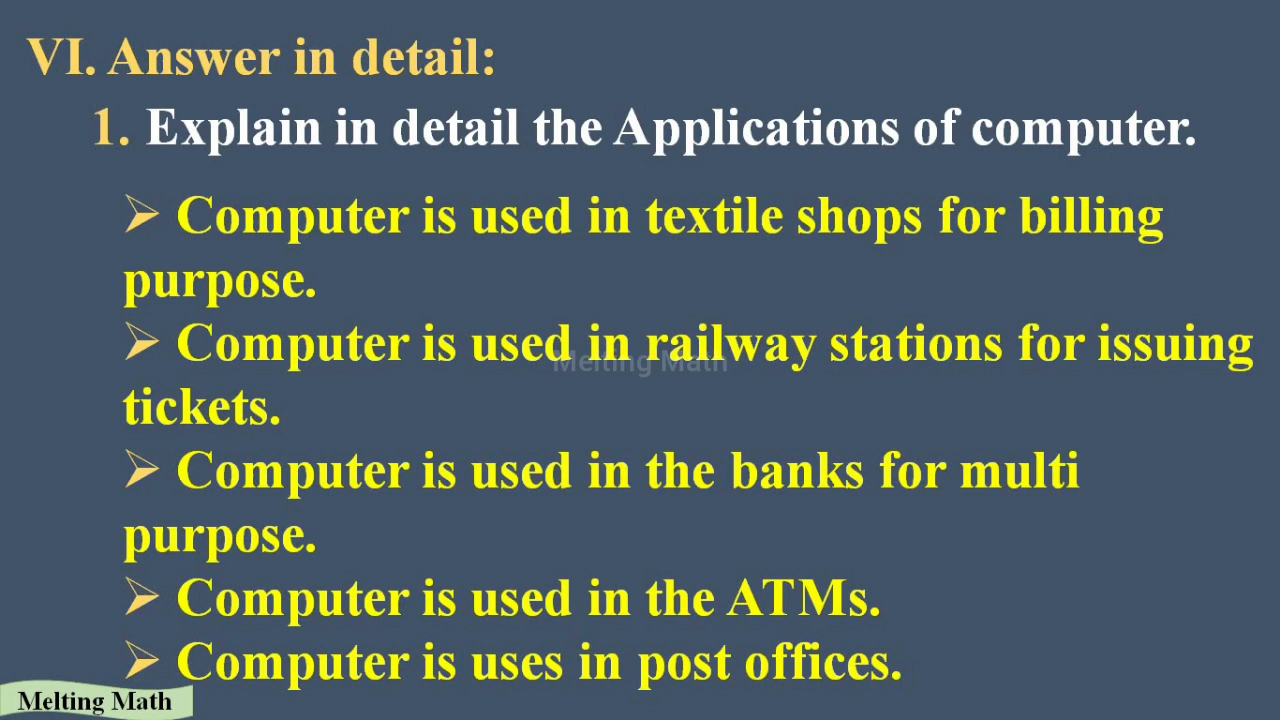 VI. Answer in detail:
1. Explain in detail the Applications of computer.
➢ Computer is used in textile shops for billing
purpose.
➢ Computer is used in railway stations for issuing
tickets.
Melting Math
➢ Computer is used in the banks for multi
purpose.
➢ Computer is used in the ATMs.
➢ Computer is uses in post offices.
Melting Math